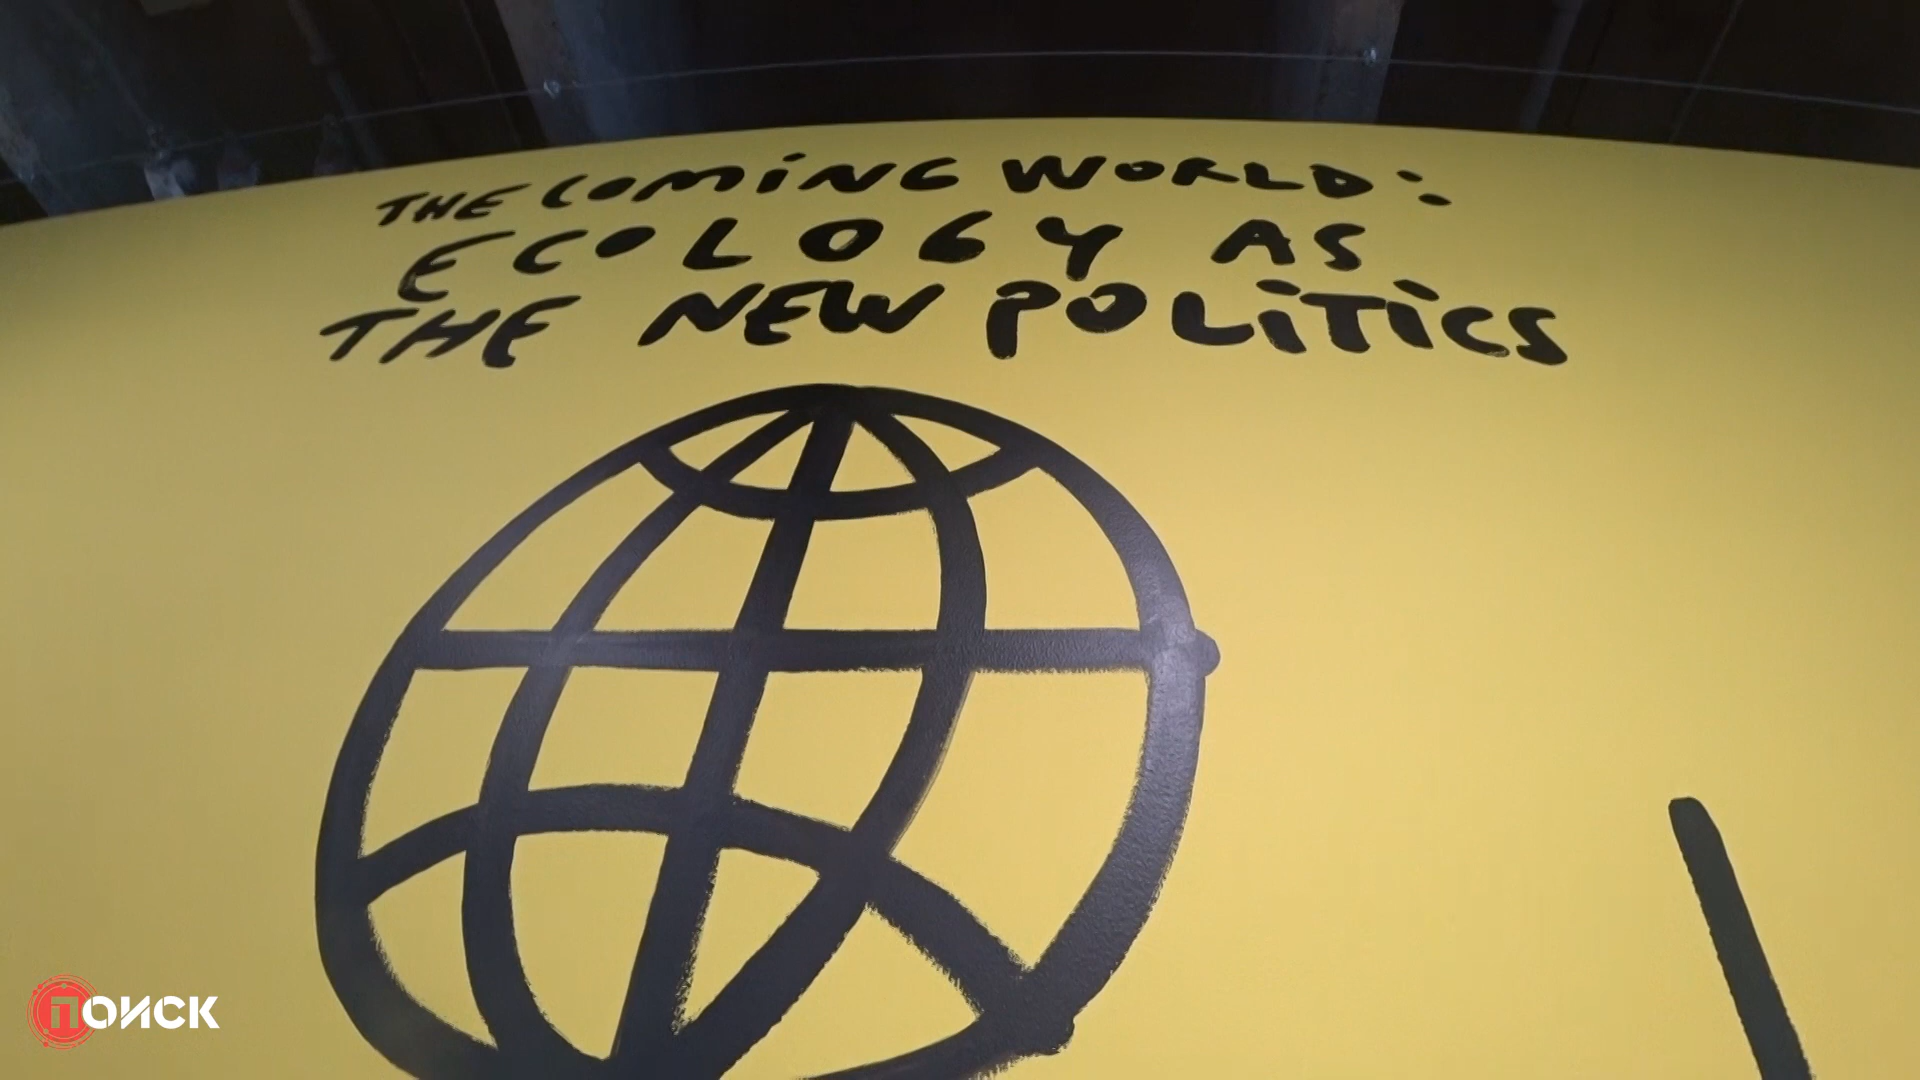 THE COMING WORLD:
ECOLOGY AS
THE NEW POLITICS
ПОИСК